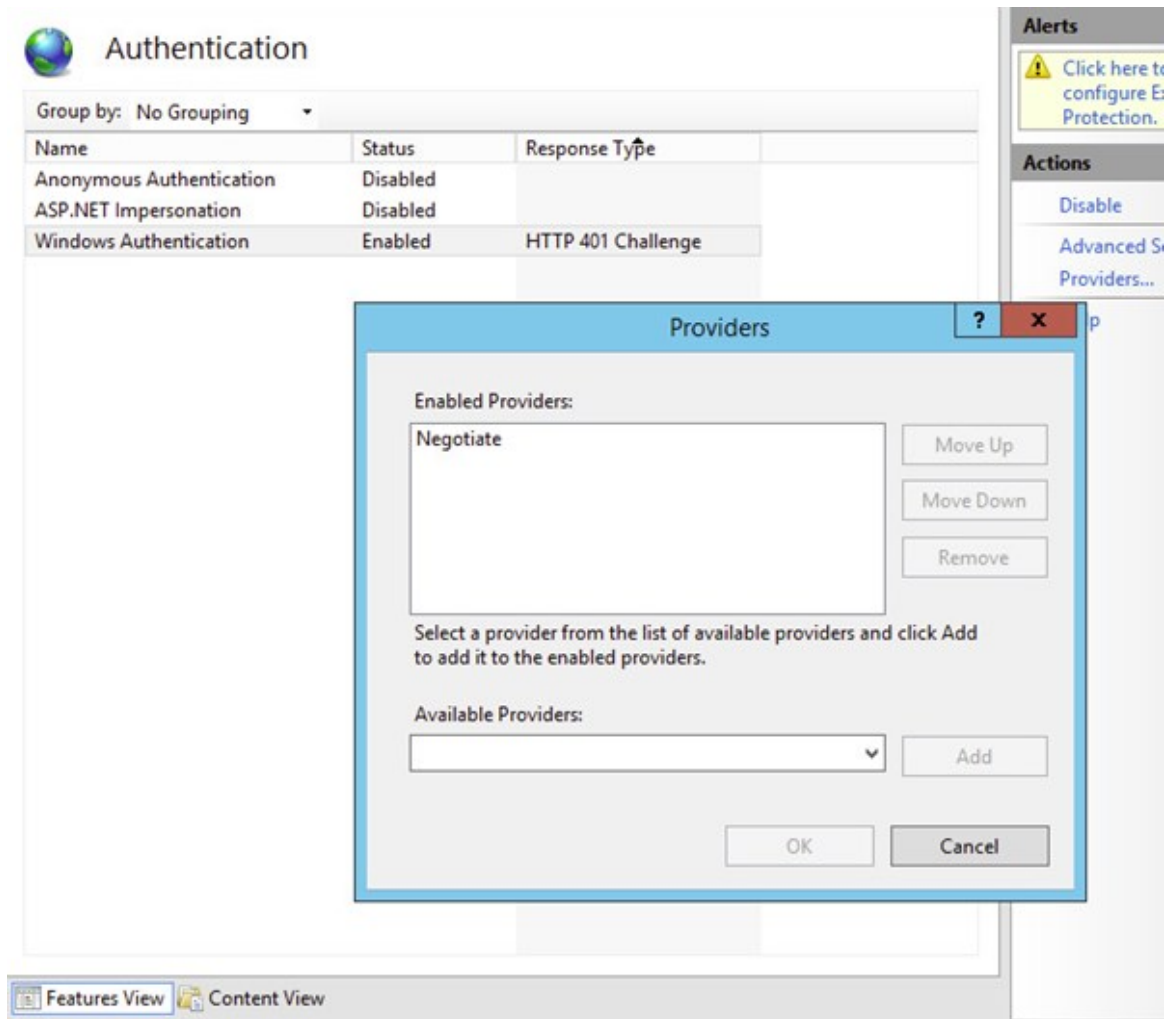 Authentication
Group by: No Grouping
Name Status Response Type
Anonymous Authentication Disabled
ASP.NET Impersonation Disabled
Windows Authentication Enabled HTTP 401 Challenge
Alerts
Click here to
configure Ex
Protection.
Actions
Disable
Advanced Se
Providers...
p
Providers
? x
Enabled Providers:
Negotiate
Move Up
Move Down
Remove
Select a provider from the list of available providers and click Add
to add it to the enabled providers.
Available Providers:
Add
OK
Cancel
Features View
Content View